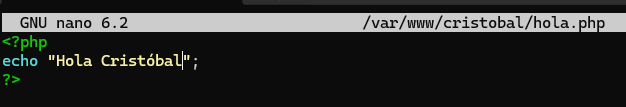 GNU nano 6.2 /var/www/cristobal/hola.php
<?php
echo "Hola Cristóbal";
?>